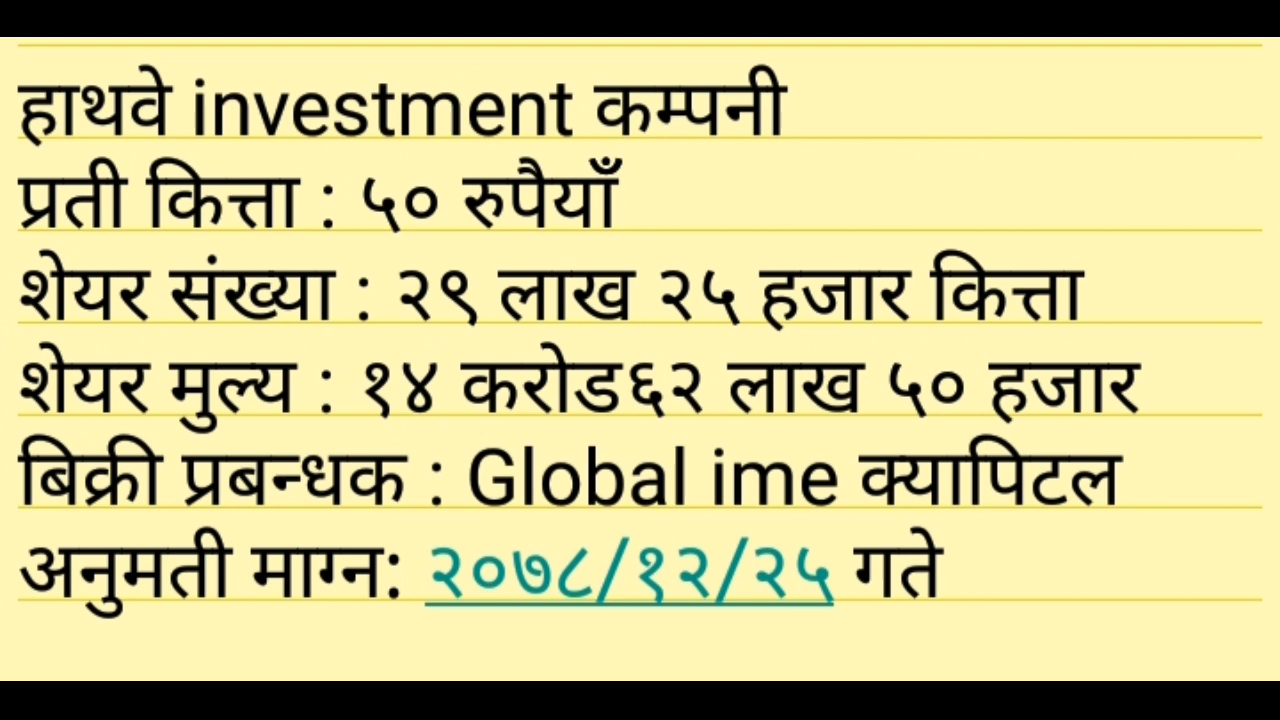 हाथवे investment कम्पनी
प्रती कित्ता : ५० रुपैयाँ
शेयर संख्या : २९ लाख २५ हजार कित्ता
शेयर मुल्य : १४ करोड६२ लाख ५० हजार
बिक्री प्रबन्धक : Global ime क्यापिटल
अनुमती माग्न: २०७८/१२/२५ गते